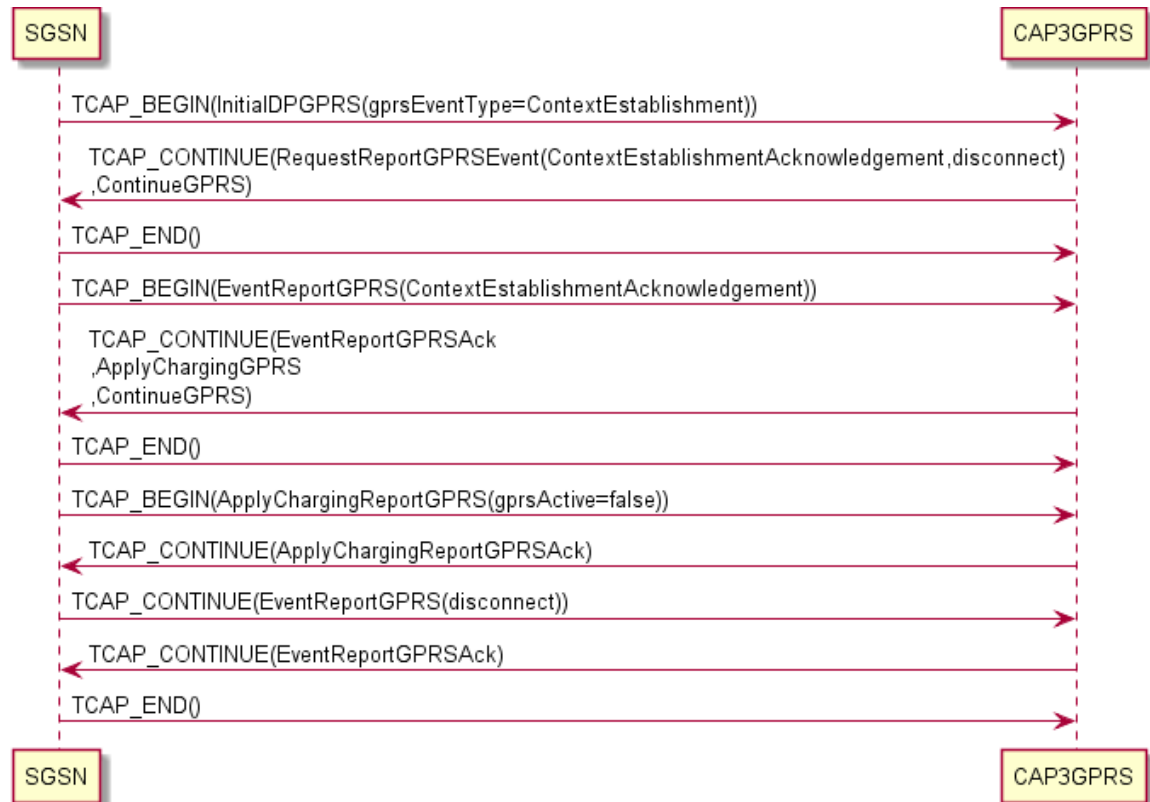 SGSN
CAP3GPRS
TCAP_BEGIN(InitialDPGPRS(gprsEventType=ContextEstablishment))
TCAP_CONTINUE(RequestReportGPRSEvent(ContextEstablishmentAcknowledgement,disconnect)
,ContinueGPRS)
TCAP_END()
TCAP_BEGIN(EventReportGPRS(ContextEstablishmentAcknowledgement))
TCAP_CONTINUE(EventReportGPRSAck
,ApplyChargingGPRS
,ContinueGPRS)
TCAP_END()
TCAP_BEGIN(ApplyChargingReportGPRS(gprsActive=false))
TCAP_CONTINUE(ApplyChargingReportGPRSAck)
TCAP_CONTINUE(EventReportGPRS(disconnect))
TCAP_CONTINUE(EventReportGPRSAck)
TCAP_END()
SGSN
CAP3GPRS